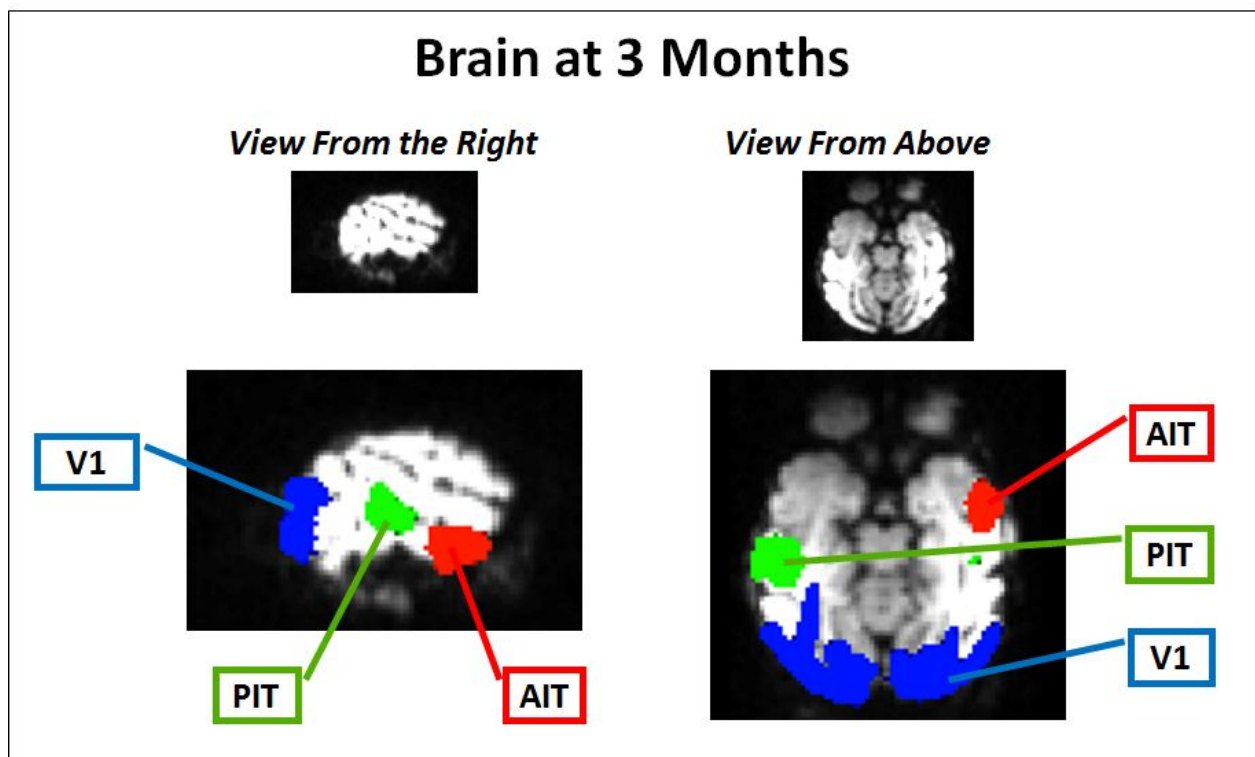 Brain at 3 Months
View From the Right
View From Above
V1
PIT
AIT
AIT
PIT
V1